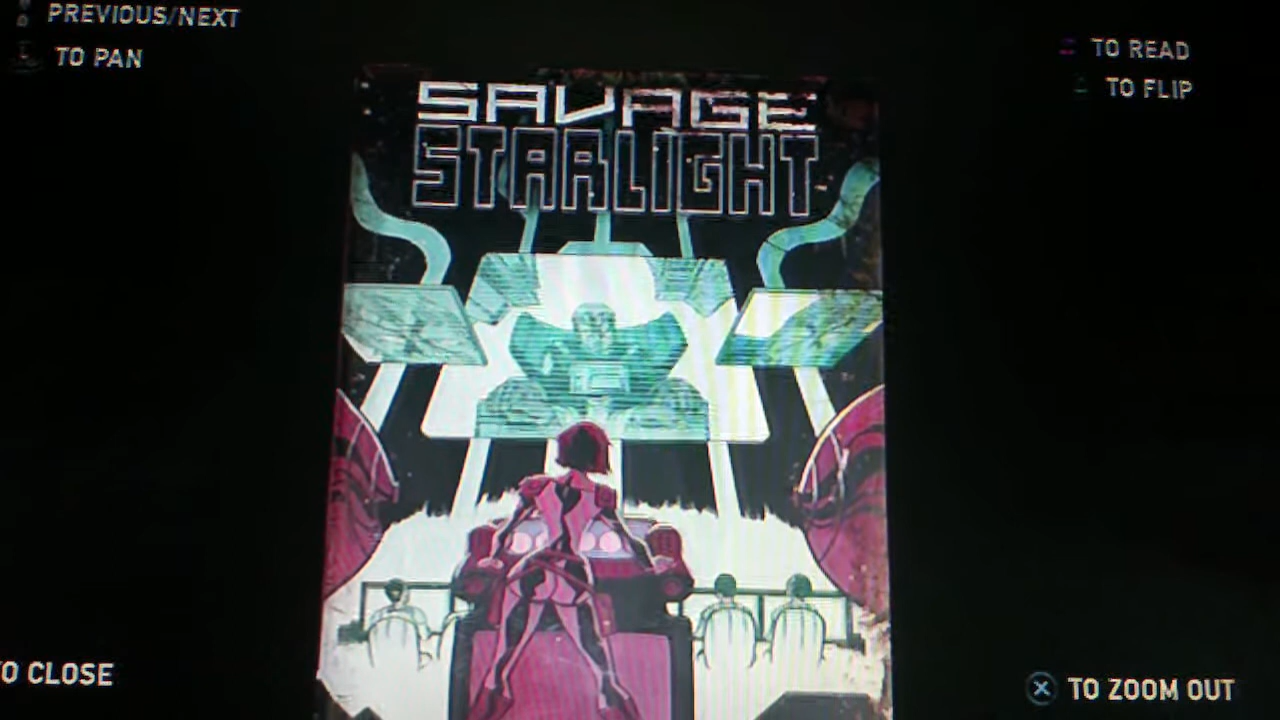 PREVIOUS/NEXT
TO PAN
TO READ
TO FLIP
SAVAGE
STARLIGHT
TO CLOSE
TO ZOOM OUT